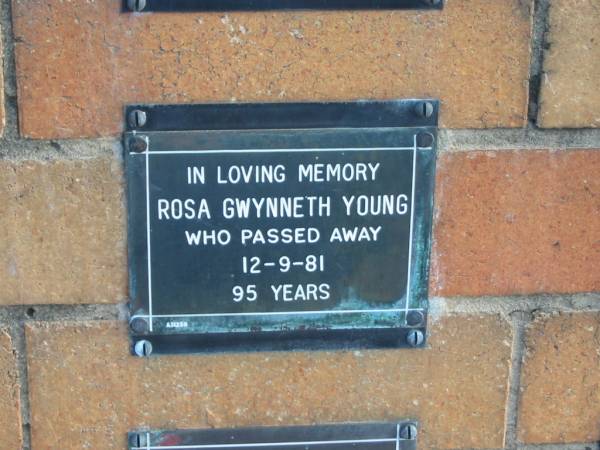 IN LOVING MEMORY
ROSA GWYNNETH YOUNG
WHO PASSED AWAY
12-9-81
95 YEARS